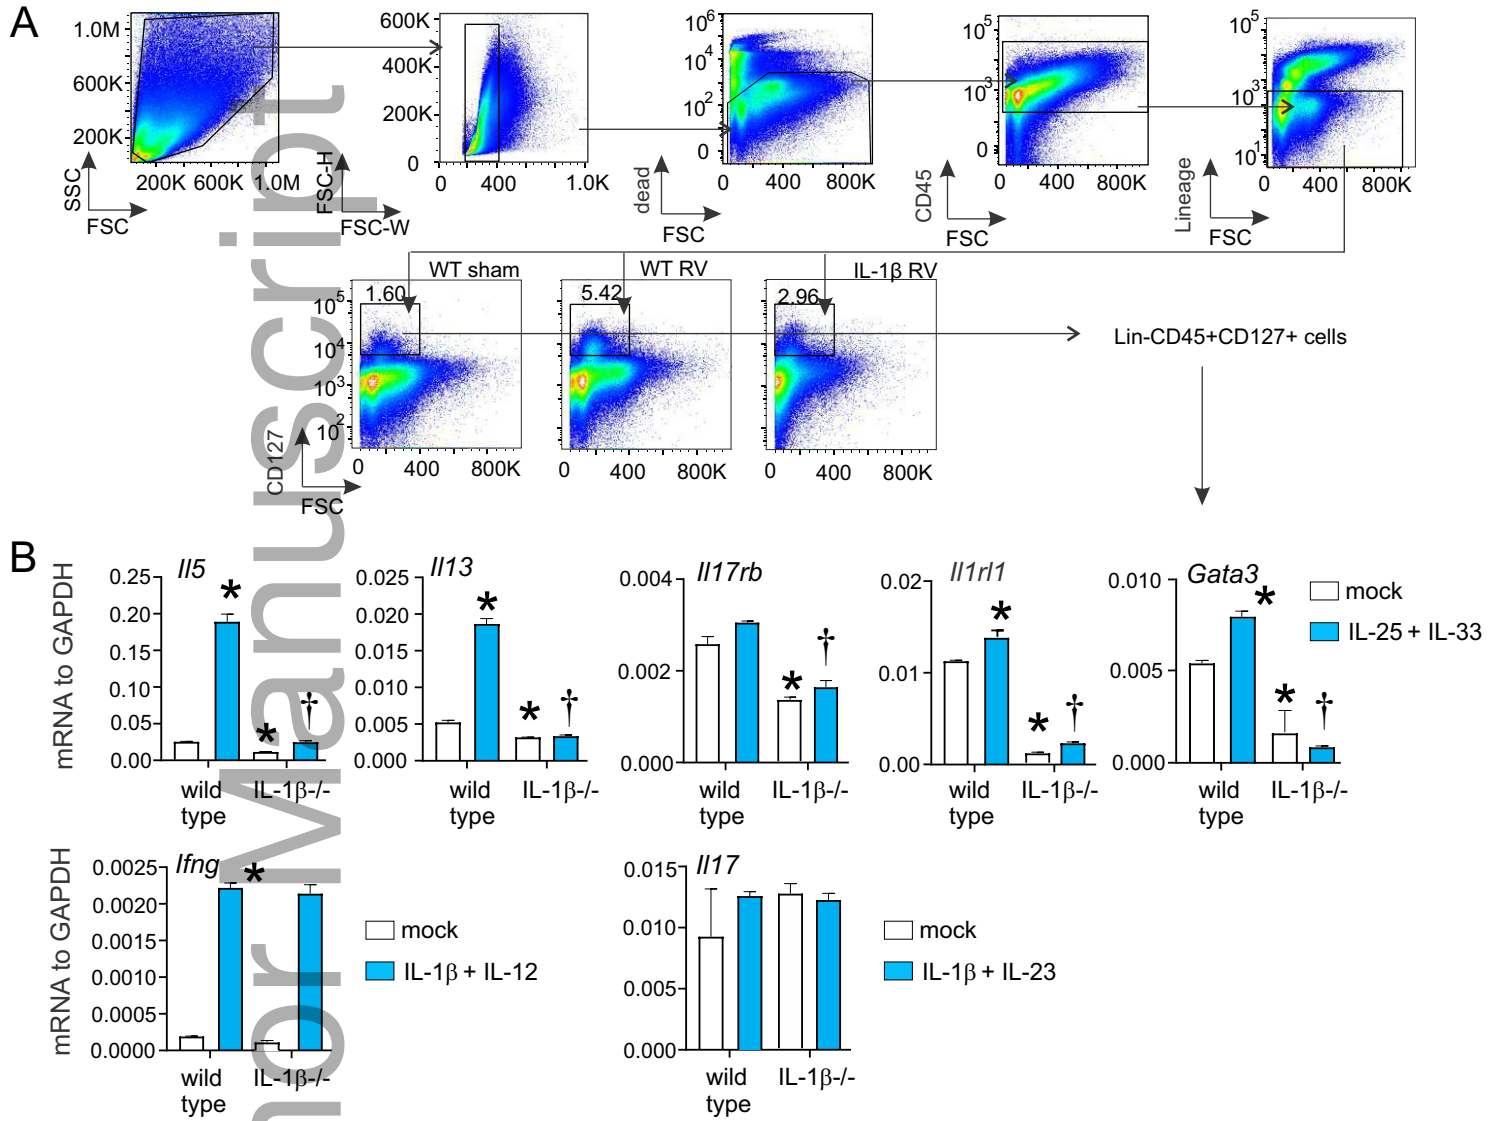 A
1.0M
600K
200K
SSC
200K 600K 1.0M
FSC
600K
400K
200K
0
FSC-H
0 400 1.0K
FSC-W
10^6
10^4
10^2
0
dead
0 400 800K
FSC
10^5
10^3
0
CD45
0 400 800K
FSC
10^5
10^3
10^1
Lineage
0 400 800K
FSC
WT sham
WT RV
IL-1β RV
1.60
5.42
2.96
10^5
10^4
10^3
10^2
CD127
0 400 800K
FSC
0 400 800K
0 400 800K
Lin-CD45+CD127+ cells
B
mRNA to GAPDH
Il5
0.25
0.20
0.15
0.10
0.05
0.00
*
*
†
wild type
IL-1β-/-
Il13
0.025
0.020
0.015
0.010
0.005
0.000
*
*
†
wild type
IL-1β-/-
Il17rb
0.004
0.002
0.000
*
†
wild type
IL-1β-/-
Il1rl1
0.02
0.01
0.00
*
*
†
wild type
IL-1β-/-
Gata3
0.010
0.005
0.000
*
*
†
wild type
IL-1β-/-
mock
IL-25 + IL-33
mRNA to GAPDH
Ifng
0.0025
0.0020
0.0015
0.0010
0.0005
0.0000
*
wild type
IL-1β-/-
mock
IL-1β + IL-12
Il17
0.015
0.010
0.005
0.000
wild type
IL-1β-/-
mock
IL-1β + IL-23
hor Manuscript